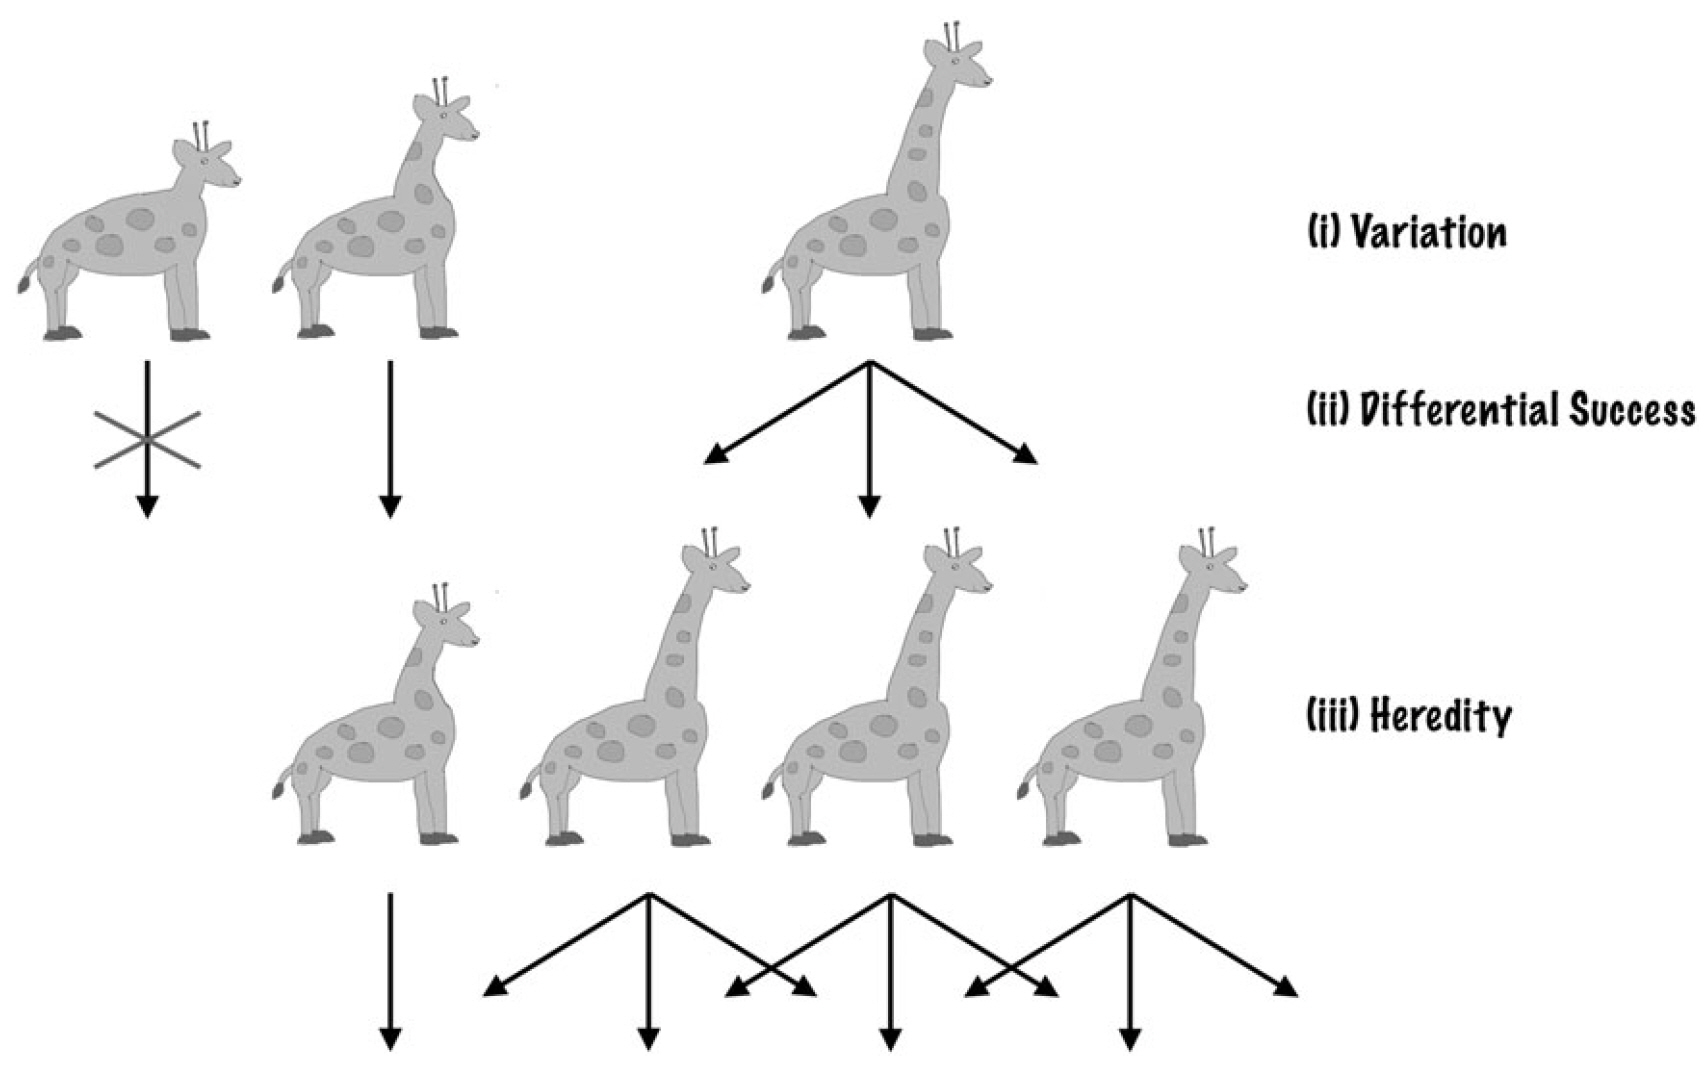 (i) Variation
(ii) Differential Success
(iii) Heredity